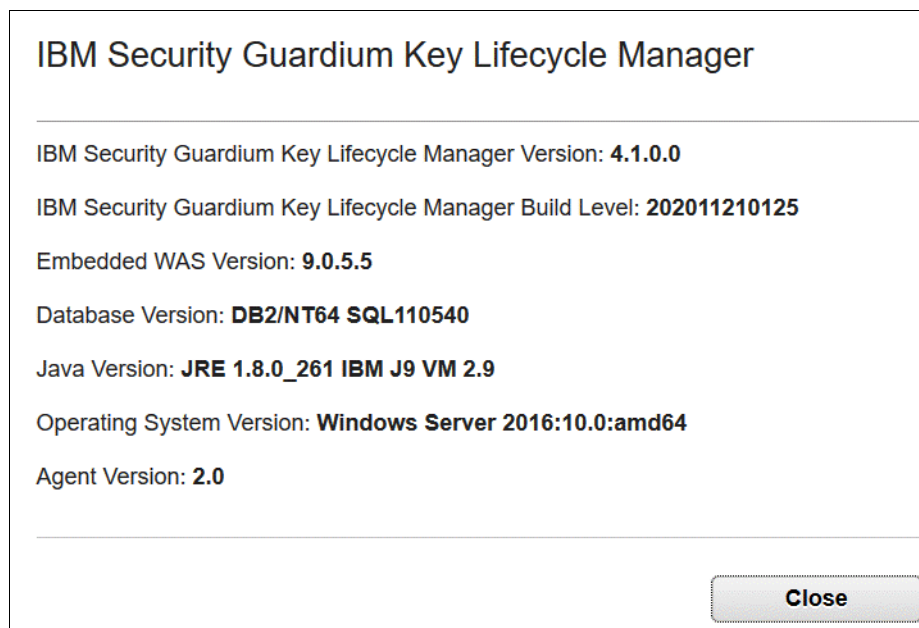 IBM Security Guardium Key Lifecycle Manager
IBM Security Guardium Key Lifecycle Manager Version: 4.1.0.0
IBM Security Guardium Key Lifecycle Manager Build Level: 202011210125
Embedded WAS Version: 9.0.5.5
Database Version: DB2/NT64 SQL110540
Java Version: JRE 1.8.0_261 IBM J9 VM 2.9
Operating System Version: Windows Server 2016:10.0:amd64
Agent Version: 2.0
Close